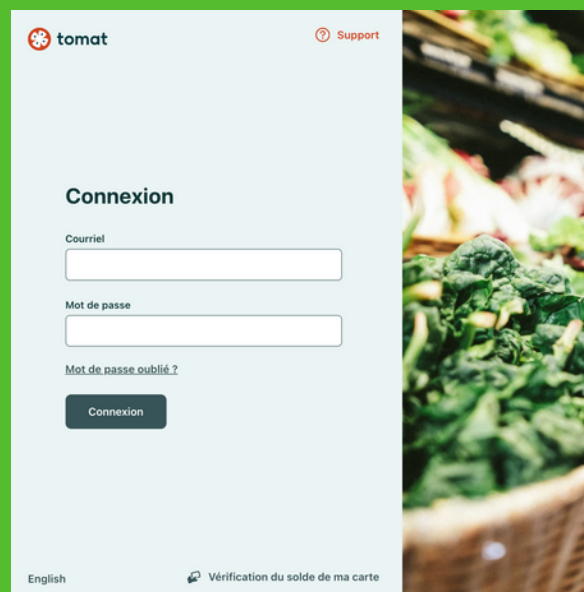 tomat
Support
Connexion
Courriel
Mot de passe
Mot de passe oublié ?
Connexion
English
Vérification du solde de ma carte